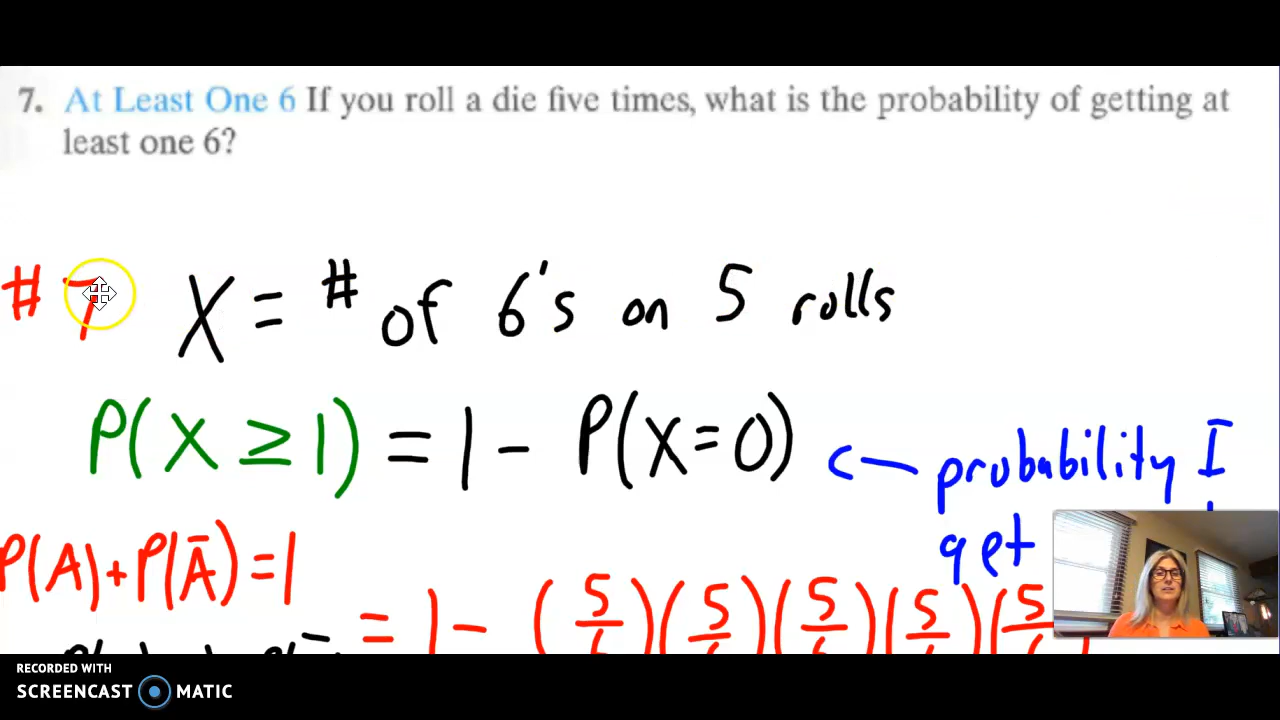 7. At Least One 6 If you roll a die five times, what is the probability of getting at
least one 6?
# 7 X = # of 6's on 5 rolls
P(X ≥ 1) = 1 - P(X=0) ← probability I
get
P(A) + P(A̅) = 1
= 1 - (5/6)(5/6)(5/6)(5/6)(5/6)
RECORDED WITH
SCREENCAST MATIC